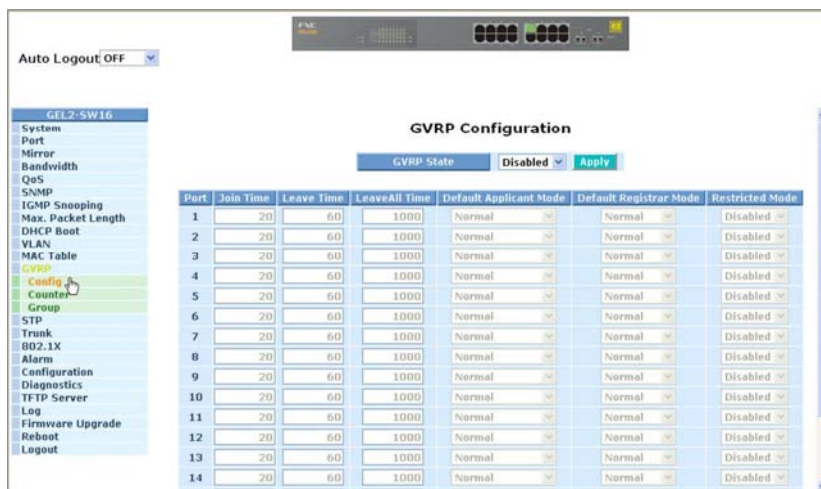 FXC
Auto Logout OFF
GEL2-SW16
System
Port
Mirror
Bandwidth
QoS
SNMP
IGMP Snooping
Max. Packet Length
DHCP Boot
VLAN
MAC Table
GVRP
Config
Counter
Group
STP
Trunk
802.1X
Alarm
Configuration
Diagnostics
TFTP Server
Log
Firmware Upgrade
Reboot
Logout
GVRP Configuration
GVRP State Disabled Apply
Port Join Time Leave Time LeaveAll Time Default Applicant Mode Default Registrar Mode Restricted Mode
1 20 60 1000 Normal Normal Disabled
2 20 60 1000 Normal Normal Disabled
3 20 60 1000 Normal Normal Disabled
4 20 60 1000 Normal Normal Disabled
5 20 60 1000 Normal Normal Disabled
6 20 60 1000 Normal Normal Disabled
7 20 60 1000 Normal Normal Disabled
8 20 60 1000 Normal Normal Disabled
9 20 60 1000 Normal Normal Disabled
10 20 60 1000 Normal Normal Disabled
11 20 60 1000 Normal Normal Disabled
12 20 60 1000 Normal Normal Disabled
13 20 60 1000 Normal Normal Disabled
14 20 60 1000 Normal Normal Disabled